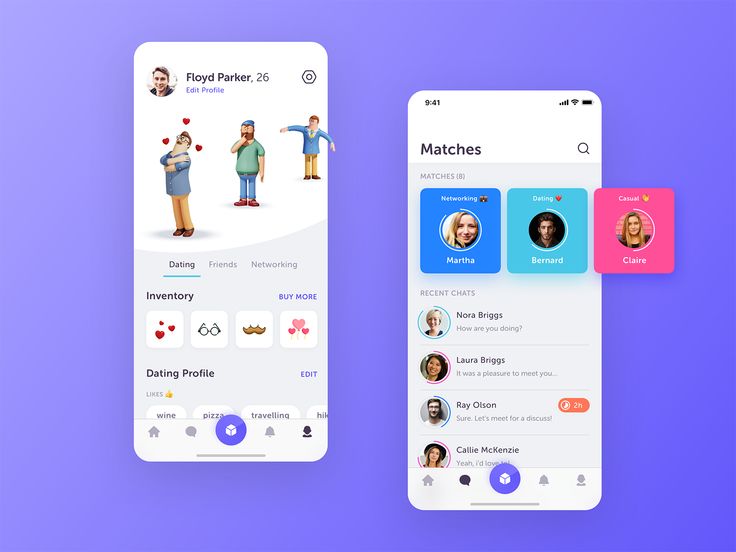 Floyd Parker, 26
Edit Profile
Dating
Friends
Networking
Inventory
BUY MORE
Dating Profile
EDIT
LIKES 👍
wine
pizza
travelling
9:41
Matches
MATCHES (8)
Networking 💼
Martha
Dating ❤️
Bernard
Casual 👋
Claire
RECENT CHATS
Nora Briggs
How are you doing?
Laura Briggs
It was a pleasure to meet you...
Ray Olson
2h
Sure. Let's meet for a discuss!
Callie McKenzie
Yeah, i'd love to!